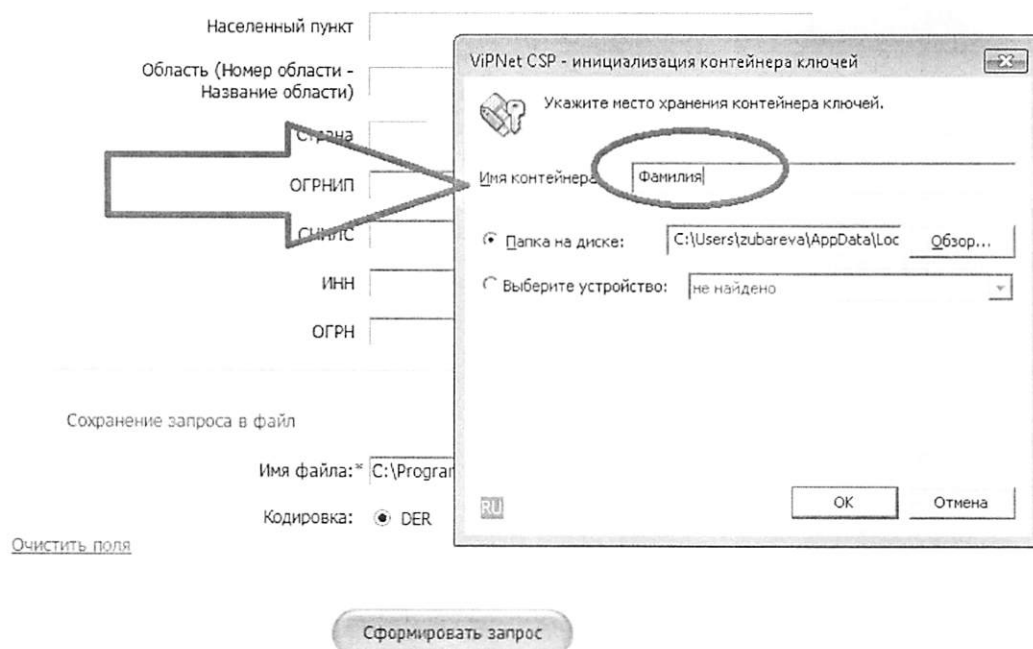 Населенный пункт
Область (Номер области -
Название области)
Страна
ОГРНИП
СНИЛС
ИНН
ОГРН
Сохранение запроса в файл
Имя файла:* C:\Program
Кодировка: DER
Очистить поля
Сформировать запрос
ViPNet CSP - инициализация контейнера ключей
Укажите место хранения контейнера ключей.
Имя контейнера Фамилия
Папка на диске: C:\Users\zubareva\AppData\Loc Обзор...
Выберите устройство: не найдено
RU
OK Отмена